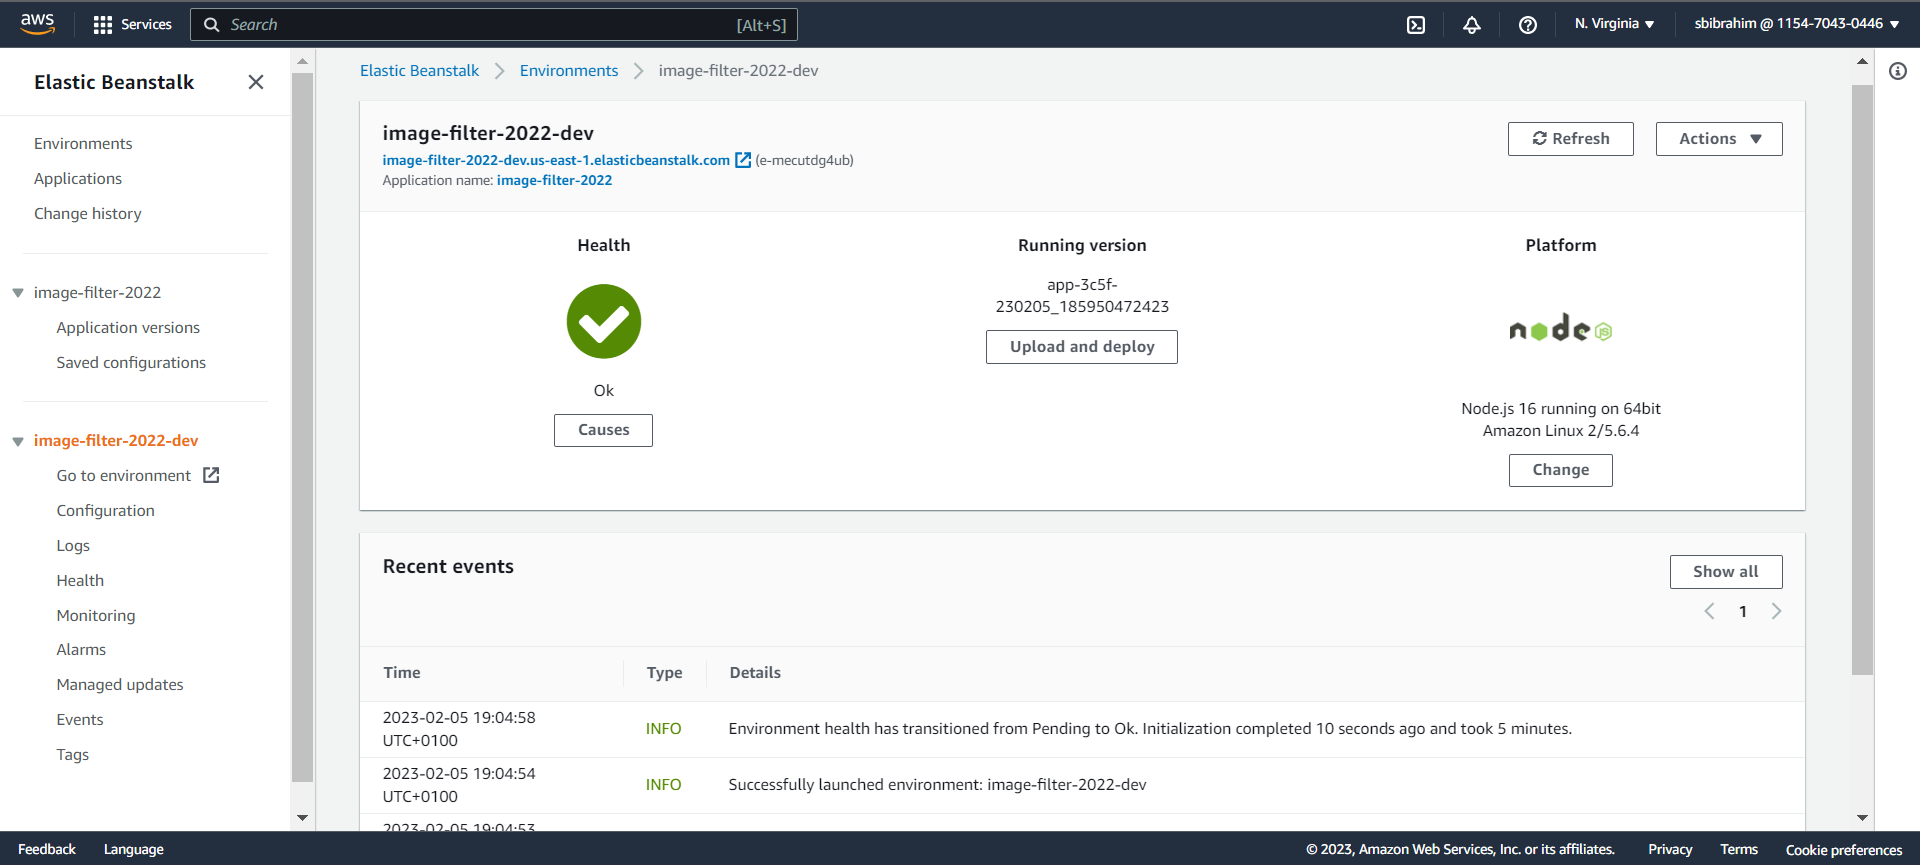 aws
Services
Search
[Alt+S]
N. Virginia
sbibrahim @ 1154-7043-0446
Elastic Beanstalk
Environments
Applications
Change history
image-filter-2022
Application versions
Saved configurations
image-filter-2022-dev
Go to environment
Configuration
Logs
Health
Monitoring
Alarms
Managed updates
Events
Tags
Elastic Beanstalk
Environments
image-filter-2022-dev
image-filter-2022-dev
image-filter-2022-dev.us-east-1.elasticbeanstalk.com (e-mecutdg4ub)
Application name: image-filter-2022
Refresh
Actions
Health
Ok
Causes
Running version
app-3c5f-
230205_185950472423
Upload and deploy
Platform
node JS
Node.js 16 running on 64bit
Amazon Linux 2/5.6.4
Change
Recent events
Show all
1
Time Type Details
2023-02-05 19:04:58
UTC+0100
INFO
Environment health has transitioned from Pending to Ok. Initialization completed 10 seconds ago and took 5 minutes.
2023-02-05 19:04:54
UTC+0100
INFO
Successfully launched environment: image-filter-2022-dev
2023-02-05 19:04:53
Feedback
Language
© 2023, Amazon Web Services, Inc. or its affiliates.
Privacy
Terms
Cookie preferences